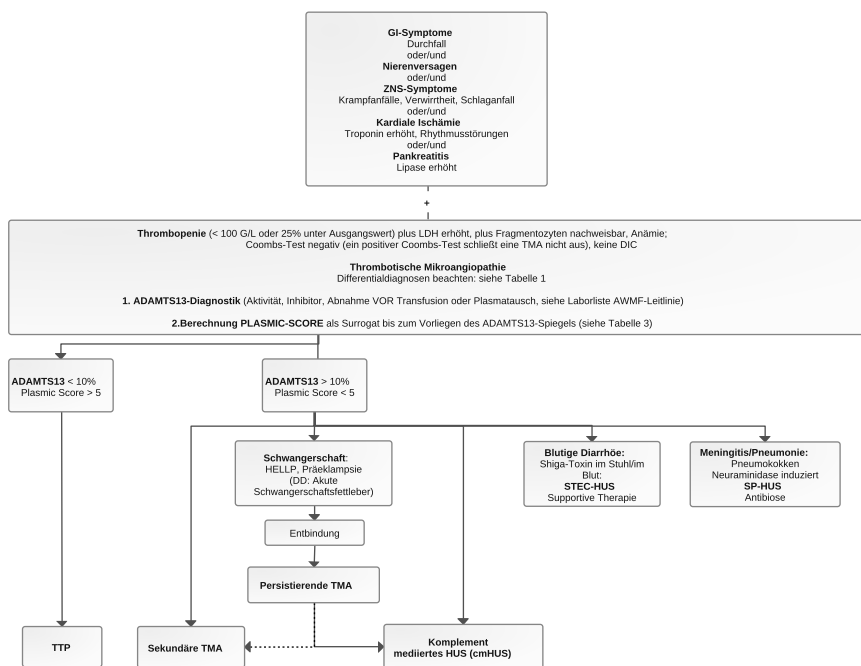 GI-Symptome
Durchfall
oder/und
Nierenversagen
oder/und
ZNS-Symptome
Krampfanfälle, Verwirrtheit, Schlaganfall
oder/und
Kardiale Ischämie
Troponin erhöht, Rhythmusstörungen
oder/und
Pankreatitis
Lipase erhöht
+
Thrombopenie (< 100 G/L oder 25% unter Ausgangswert) plus LDH erhöht, plus Fragmentozyten nachweisbar, Anämie;
Coombs-Test negativ (ein positiver Coombs-Test schließt eine TMA nicht aus), keine DIC
Thrombotische Mikroangiopathie
Differentialdiagnosen beachten: siehe Tabelle 1
1. ADAMTS13-Diagnostik (Aktivität, Inhibitor, Abnahme VOR Transfusion oder Plasmatausch, siehe Laborliste AWMF-Leitlinie)
2.Berechnung PLASMIC-SCORE als Surrogat bis zum Vorliegen des ADAMTS13-Spiegels (siehe Tabelle 3)
ADAMTS13 < 10%
Plasmic Score > 5
ADAMTS13 > 10%
Plasmic Score < 5
Schwangerschaft:
HELLP, Präeklampsie
(DD: Akute
Schwangerschaftsfettleber)
Blutige Diarrhöe:
Shiga-Toxin im Stuhl/im
Blut:
STEC-HUS
Supportive Therapie
Meningitis/Pneumonie:
Pneumokokken
Neuraminidase induziert
SP-HUS
Antibiose
Entbindung
Persistierende TMA
TTP
Sekundäre TMA
Komplement
mediiertes HUS (cmHUS)